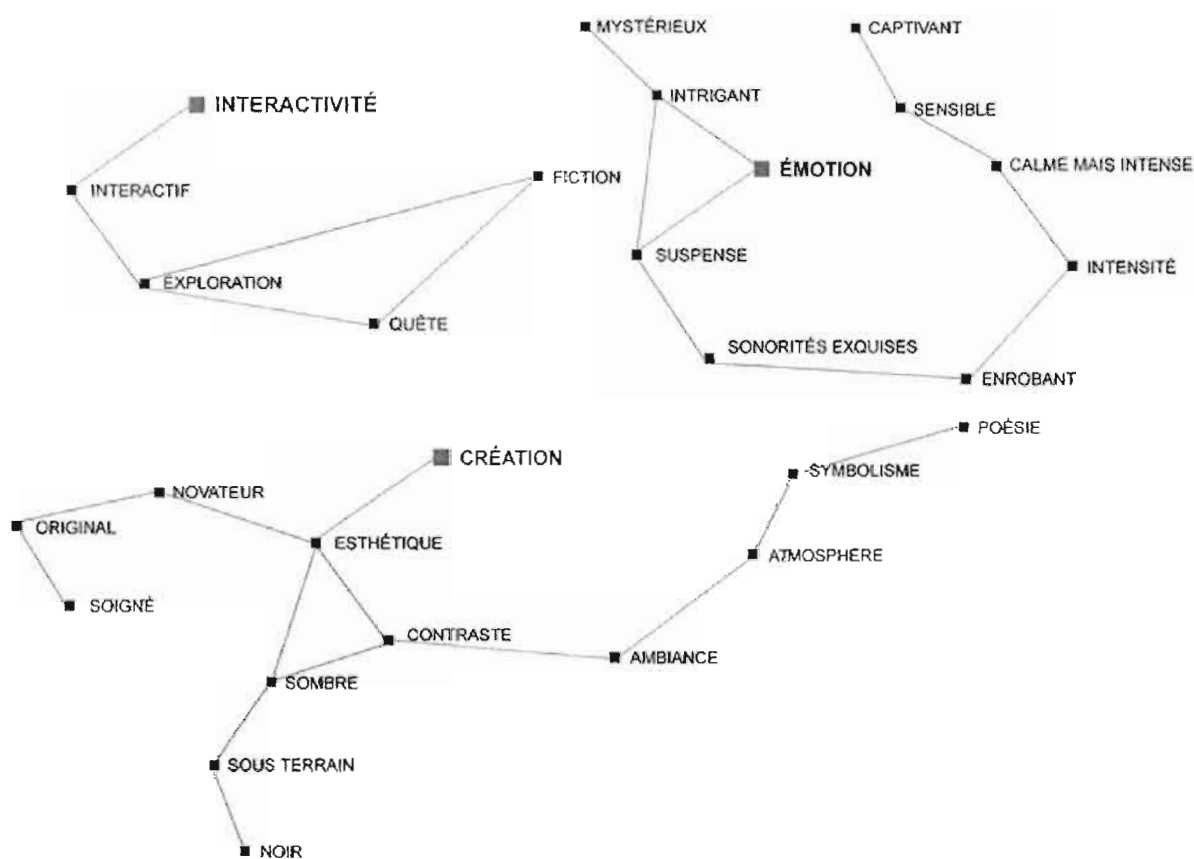 MYSTÉRIEUX
CAPTIVANT
INTRIGANT
INTERACTIVITÉ
SENSIBLE
CALME MAIS INTENSE
ÉMOTION
FICTION
INTERACTIF
SUSPENSE
INTENSITÉ
EXPLORATION
QUÊTE
SONORITÉS EXQUISES
ENROBANT
POÉSIE
CRÉATION
SYMBOLISME
NOVATEUR
ORIGINAL
ESTHÉTIQUE
ATMOSPHÈRE
SOIGNÉ
CONTRASTE
AMBIANCE
SOMBRE
SOUS TERRAIN
NOIR